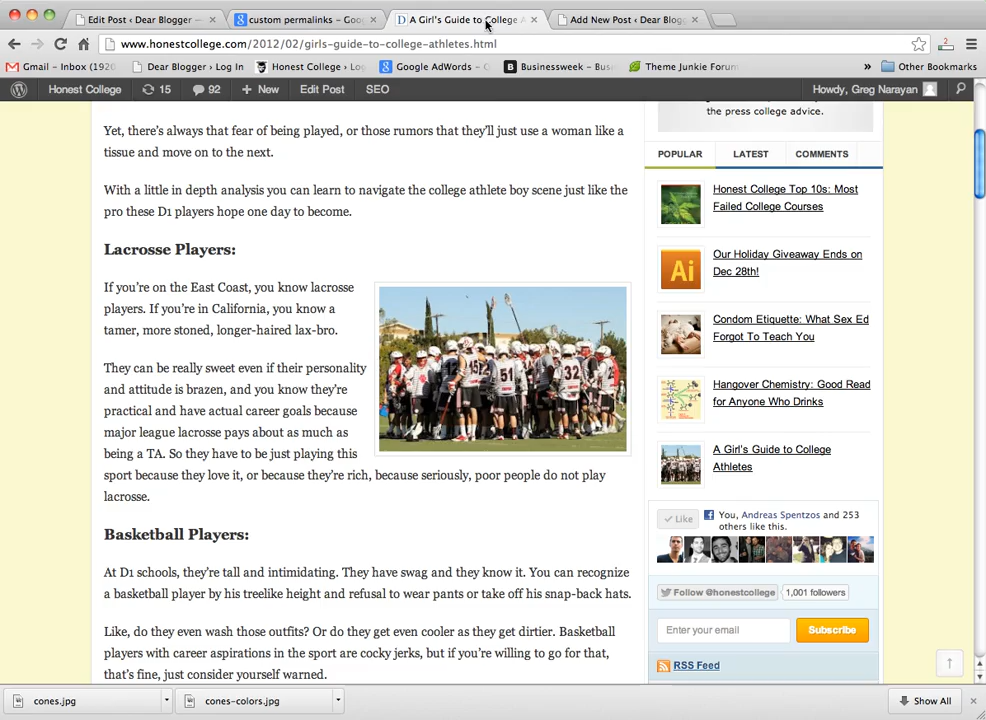 Edit Post ‹ Dear Blogger —
custom permalinks – Goo
A Girl's Guide to College A
Add New Post ‹ Dear Blog
www.honestcollege.com/2012/02/girls-guide-to-college-athletes.html
2
Gmail – Inbox (1920
Dear Blogger › Log In
Honest College › Lo
Google AdWords –
Businessweek – Bus
Theme Junkie Forum
»
Other Bookmarks
Honest College
15
92
+ New
Edit Post
SEO
Howdy, Greg Narayan
Yet, there's always that fear of being played, or those rumors that they'll just use a woman like a
tissue and move on to the next.
With a little in depth analysis you can learn to navigate the college athlete boy scene just like the
pro these D1 players hope one day to become.
Lacrosse Players:
If you're on the East Coast, you know lacrosse
players. If you're in California, you know a
tamer, more stoned, longer-haired lax-bro.
They can be really sweet even if their personality
and attitude is brazen, and you know they're
practical and have actual career goals because
major league lacrosse pays about as much as
being a TA. So they have to be just playing this
sport because they love it, or because they're rich, because seriously, poor people do not play
lacrosse.
15
51
32
Basketball Players:
At D1 schools, they're tall and intimidating. They have swag and they know it. You can recognize
a basketball player by his treelike height and refusal to wear pants or take off his snap-back hats.
Like, do they even wash those outfits? Or do they get even cooler as they get dirtier. Basketball
players with career aspirations in the sport are cocky jerks, but if you're willing to go for that,
that's fine, just consider yourself warned.
the press college advice.
POPULAR
LATEST
COMMENTS
Honest College Top 10s: Most
Failed College Courses
Ai
Our Holiday Giveaway Ends on
Dec 28th!
Condom Etiquette: What Sex Ed
Forgot To Teach You
Hangover Chemistry: Good Read
for Anyone Who Drinks
A Girl's Guide to College
Athletes
Like
You, Andreas Spentzos and 253
others like this.
Follow @honestcollege
1,001 followers
Enter your email
Subscribe
RSS Feed
cones.jpg
cones-colors.jpg
Show All